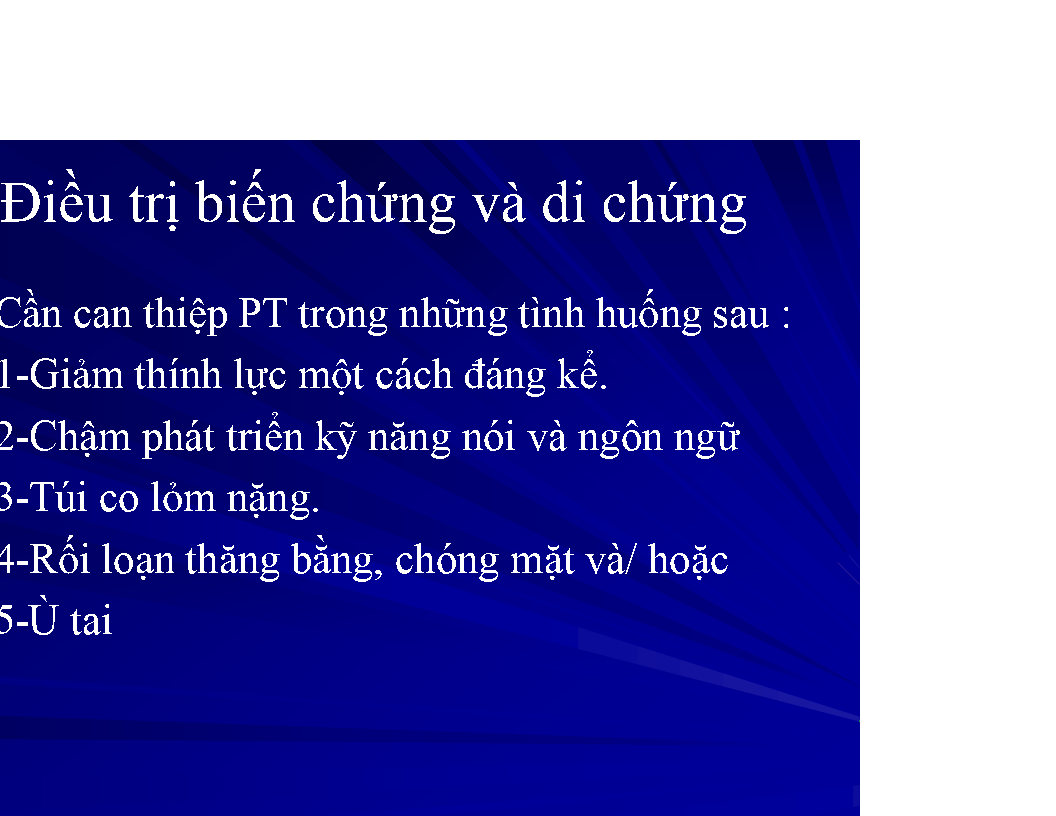 Điều trị biến chứng và di chứng
Cần can thiệp PT trong những tình huống sau :
1-Giảm thính lực một cách đáng kể.
2-Chậm phát triển kỹ năng nói và ngôn ngữ
3-Túi co lỏm nặng.
4-Rối loạn thăng bằng, chóng mặt và/ hoặc
5-Ù tai